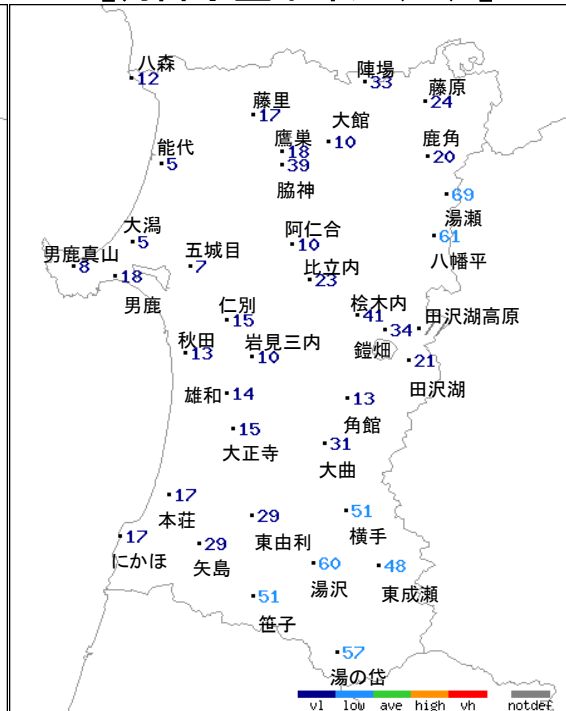 八森
12
陣場
33
藤原
24
藤里
17
大館
10
鷹巣
18
39
脇神
鹿角
20
能代
5
69
湯瀬
大潟
5
61
八幡平
阿仁合
10
男鹿真山
8
五城目
7
18
男鹿
比立内
23
仁別
15
桧木内
41
田沢湖高原
34
鎧畑
秋田
13
岩見三内
10
21
田沢湖
雄和
14
13
角館
15
大正寺
31
大曲
17
本荘
29
東由利
51
横手
17
にかほ
29
矢島
60
湯沢
48
東成瀬
51
笹子
57
湯の岱
vl low ave high vh notdef